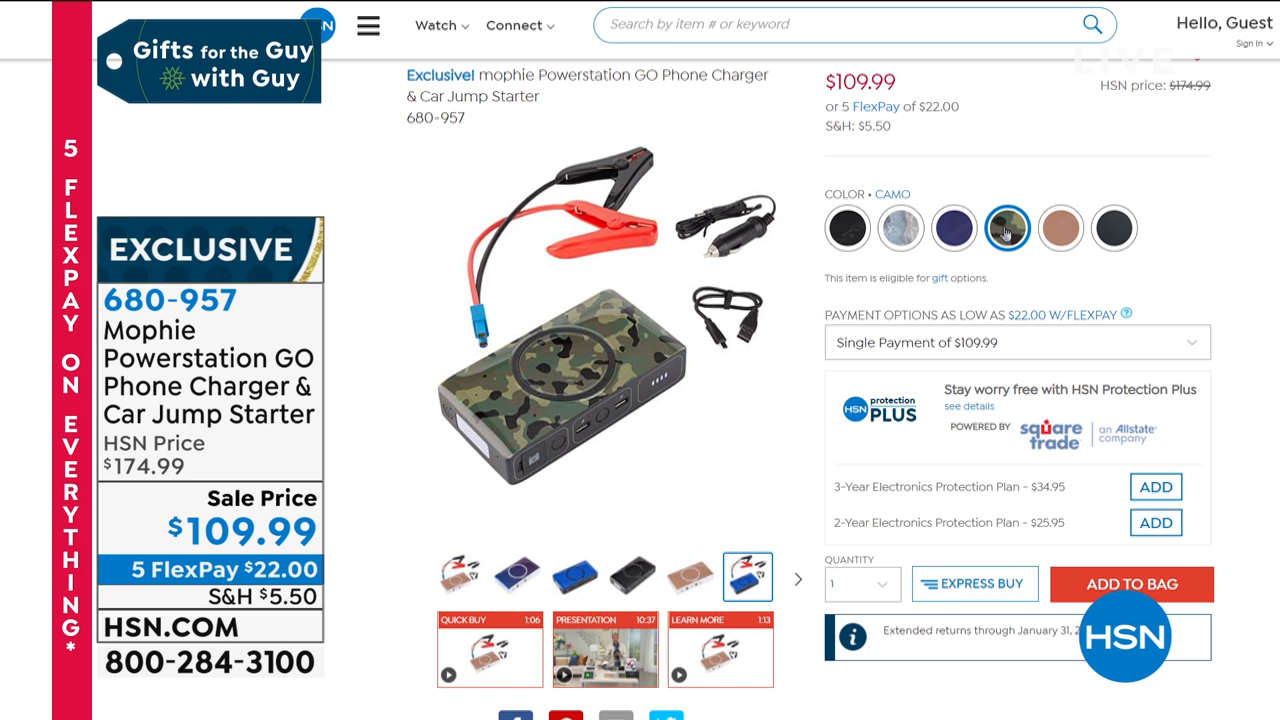 Gifts for the Guy
with Guy
5 FLEXPAY ON EVERYTHING*
EXCLUSIVE
680-957
Mophie
Powerstation GO
Phone Charger &
Car Jump Starter
HSN Price
$174.99
Sale Price
$109.99
5 FlexPay $22.00
S&H $5.50
HSN.COM
800-284-3100
Watch
Connect
Search by item # or keyword
Hello, Guest
Sign In
LIVE
Exclusive! mophie Powerstation GO Phone Charger
& Car Jump Starter
680-957
$109.99
HSN price: $174.99
or 5 FlexPay of $22.00
S&H: $5.50
COLOR • CAMO
This item is eligible for gift options.
PAYMENT OPTIONS AS LOW AS $22.00 W/FLEXPAY ?
Single Payment of $109.99
HSN protection PLUS
Stay worry free with HSN Protection Plus
see details
POWERED BY square trade | an Allstate company
3-Year Electronics Protection Plan - $34.95 ADD
2-Year Electronics Protection Plan - $25.95 ADD
QUANTITY
1
EXPRESS BUY
ADD TO BAG
Extended returns through January 31,
HSN
QUICK BUY 1:06
PRESENTATION 10:37
LEARN MORE 1:13